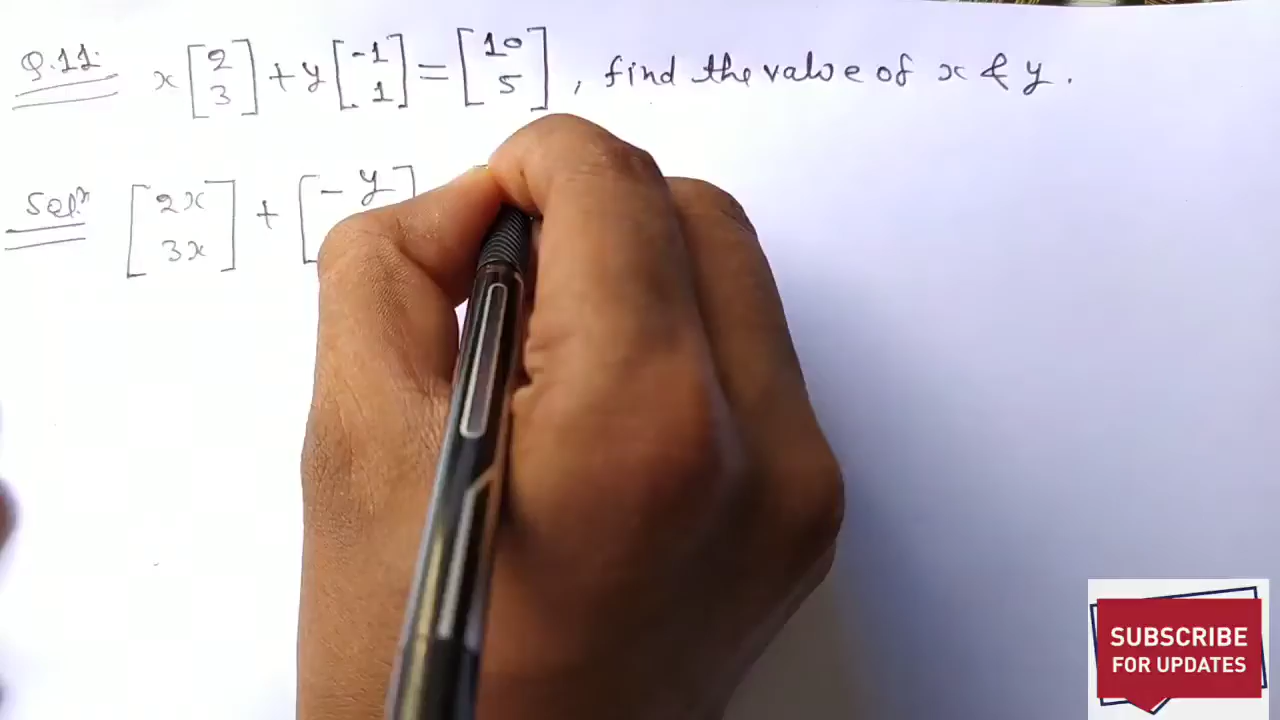 Q.11. x [2 3] + y [-1 1] = [10 5], find the value of x & y.
Solⁿ [2x 3x] + [-y
SUBSCRIBE
FOR UPDATES